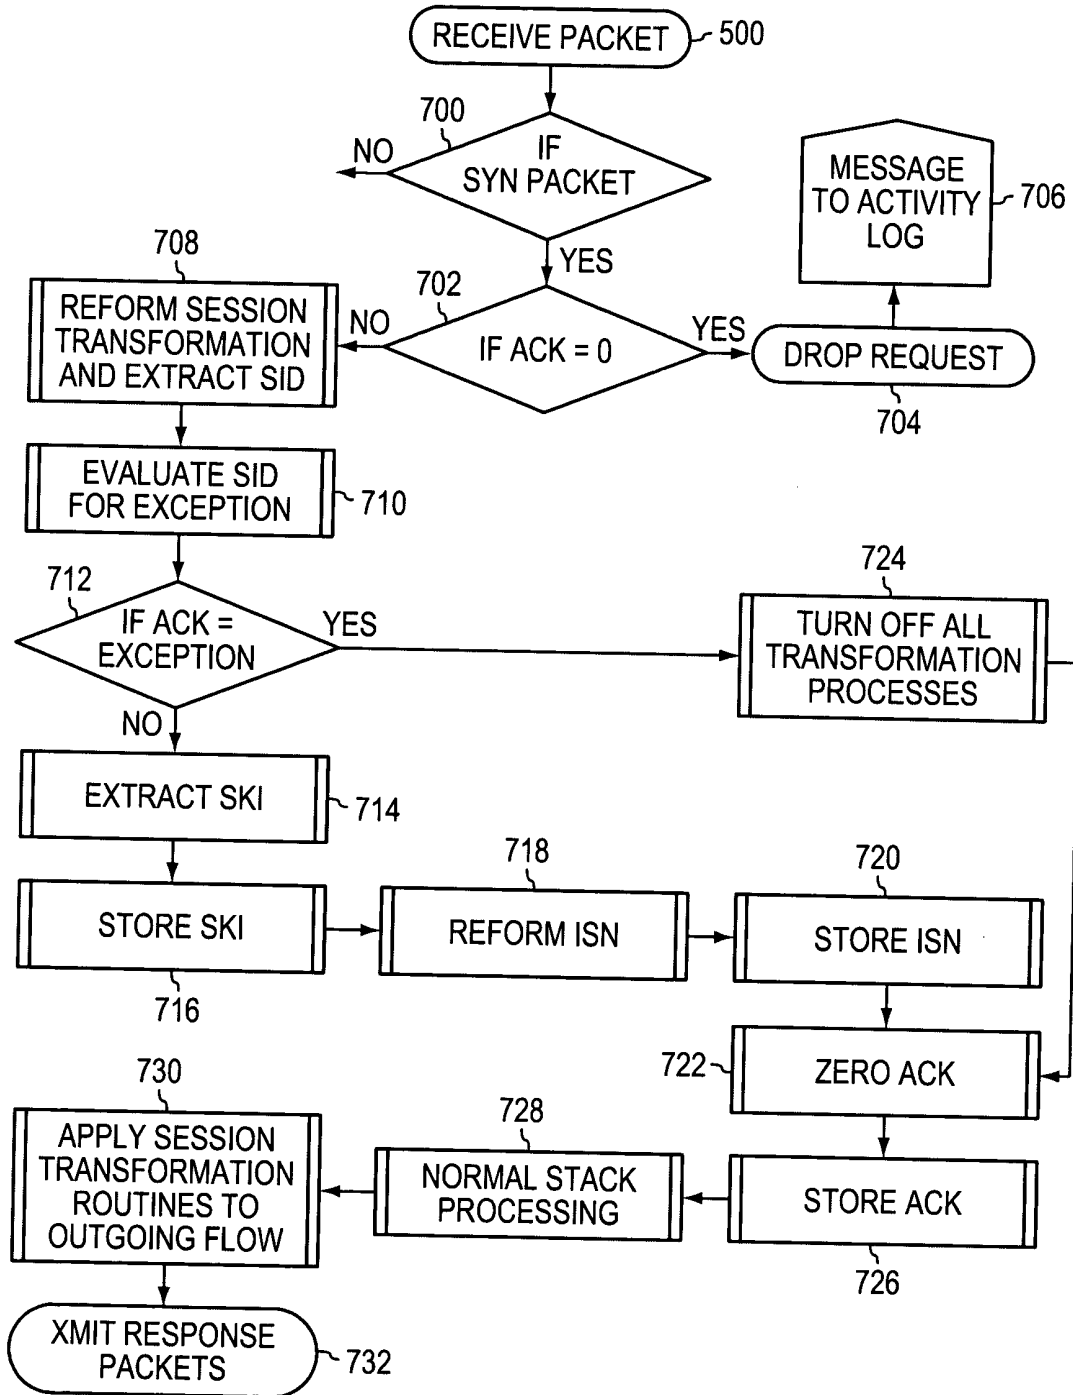 RECEIVE PACKET
500
700
IF
SYN PACKET
NO
YES
MESSAGE
TO ACTIVITY
LOG
706
702
IF ACK = 0
NO
YES
DROP REQUEST
704
708
REFORM SESSION
TRANSFORMATION
AND EXTRACT SID
EVALUATE SID
FOR EXCEPTION
710
712
IF ACK =
EXCEPTION
YES
NO
724
TURN OFF ALL
TRANSFORMATION
PROCESSES
EXTRACT SKI
714
STORE SKI
716
718
REFORM ISN
720
STORE ISN
722
ZERO ACK
STORE ACK
726
728
NORMAL STACK
PROCESSING
730
APPLY SESSION
TRANSFORMATION
ROUTINES TO
OUTGOING FLOW
XMIT RESPONSE
PACKETS
732